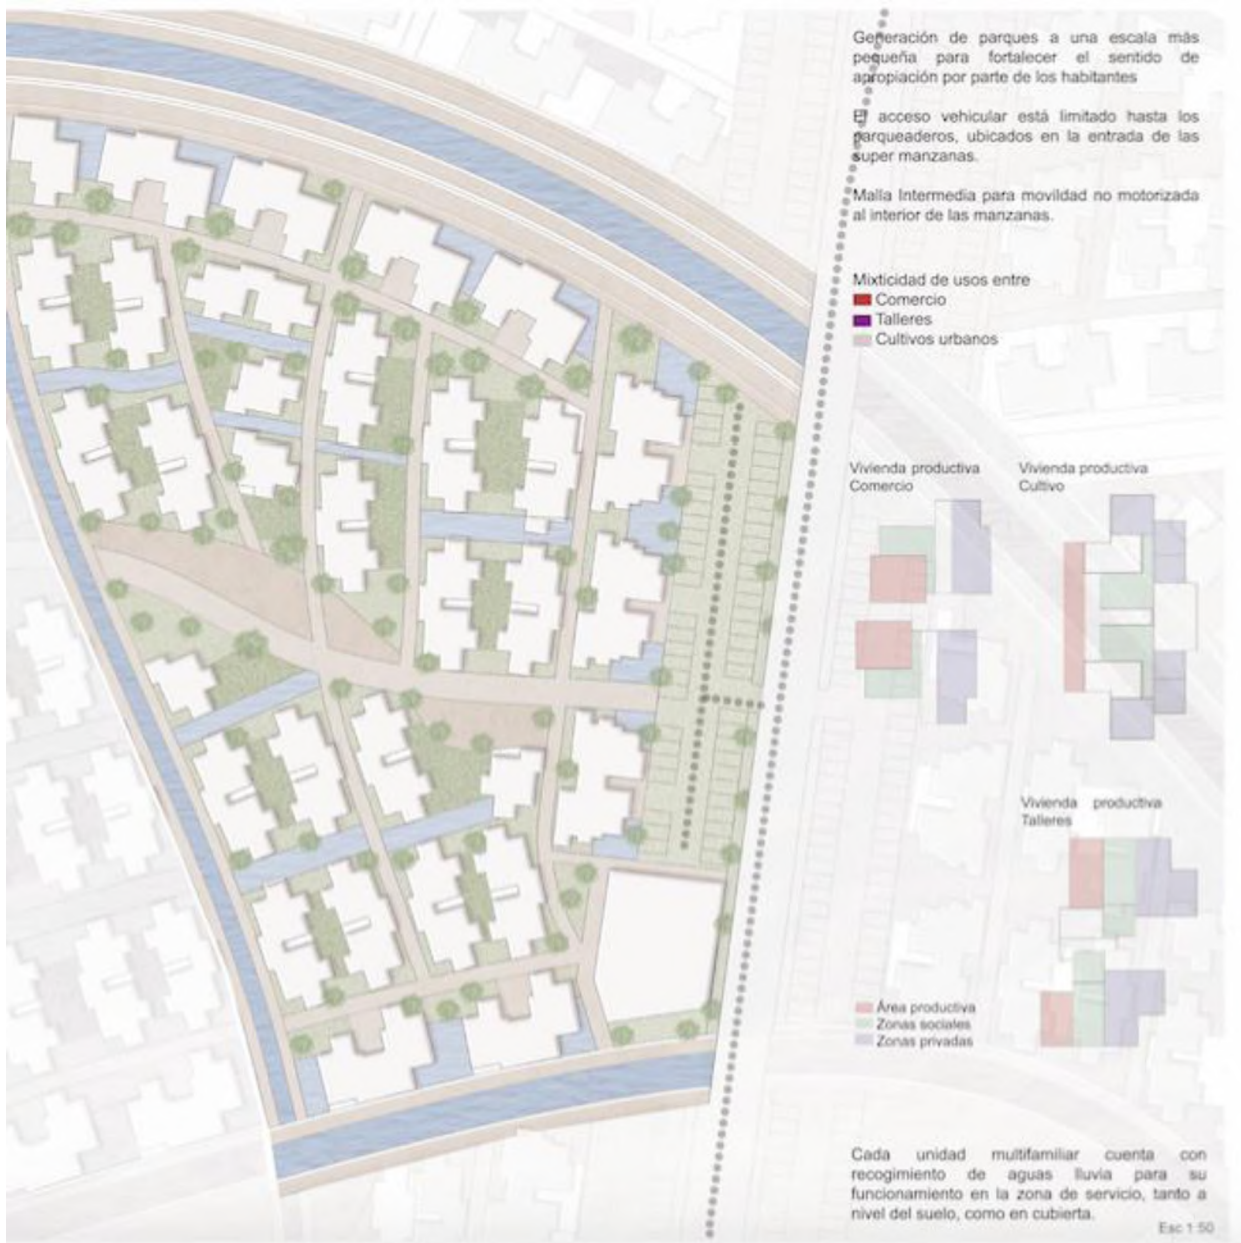 Generación de parques a una escala más
pequeña para fortalecer el sentido de
apropiación por parte de los habitantes
El acceso vehicular está limitado hasta los
parqueaderos, ubicados en la entrada de las
super manzanas.
Malla Intermedia para movildad no motorizada
al interior de las manzanas.
Mixticidad de usos entre
Comercio
Talleres
Cultivos urbanos
Vivienda productiva
Comercio
Vivienda productiva
Cultivo
Vivienda productiva
Talleres
Área productiva
Zonas sociales
Zonas privadas
Cada unidad multifamiliar cuenta con
recogimiento de aguas lluvia para su
funcionamiento en la zona de servicio, tanto a
nivel del suelo, como en cubierta.
Esc 1:50